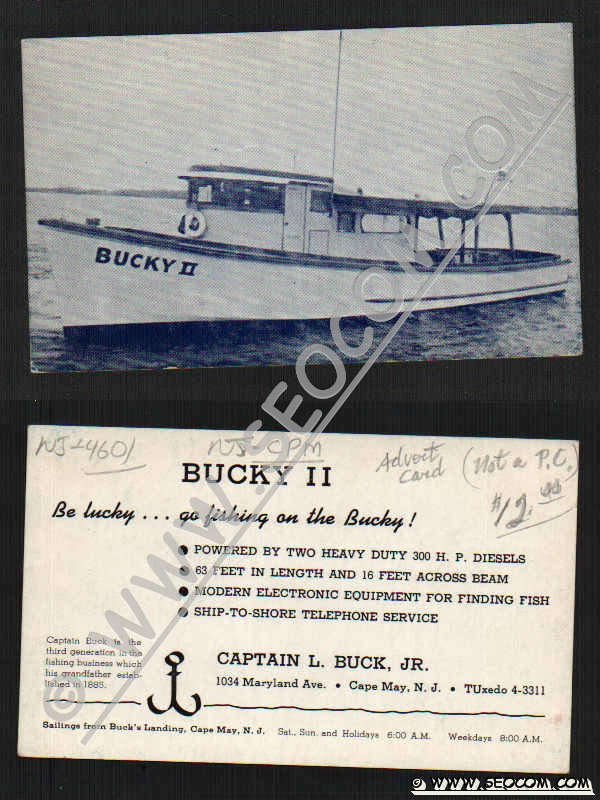 BUCKY II
© WWW.SEOCOM.COM
NJ-4601
NJ-CPM
Advert Card
(Not a P.C.)
$12.00
BUCKY II
Be lucky . . . go fishing on the Bucky!
● POWERED BY TWO HEAVY DUTY 300 H. P. DIESELS
● 63 FEET IN LENGTH AND 16 FEET ACROSS BEAM
● MODERN ELECTRONIC EQUIPMENT FOR FINDING FISH
● SHIP-TO-SHORE TELEPHONE SERVICE
Captain Buck is the
third generation in the
fishing business which
his grandfather estab-
lished in 1885.
CAPTAIN L. BUCK, JR.
1034 Maryland Ave. • Cape May, N. J. • TUxedo 4-3311
Sailings from Buck's Landing, Cape May, N. J. Sat., Sun. and Holidays 6:00 A.M. Weekdays 8:00 A.M.
© WWW.SEOCOM.COM